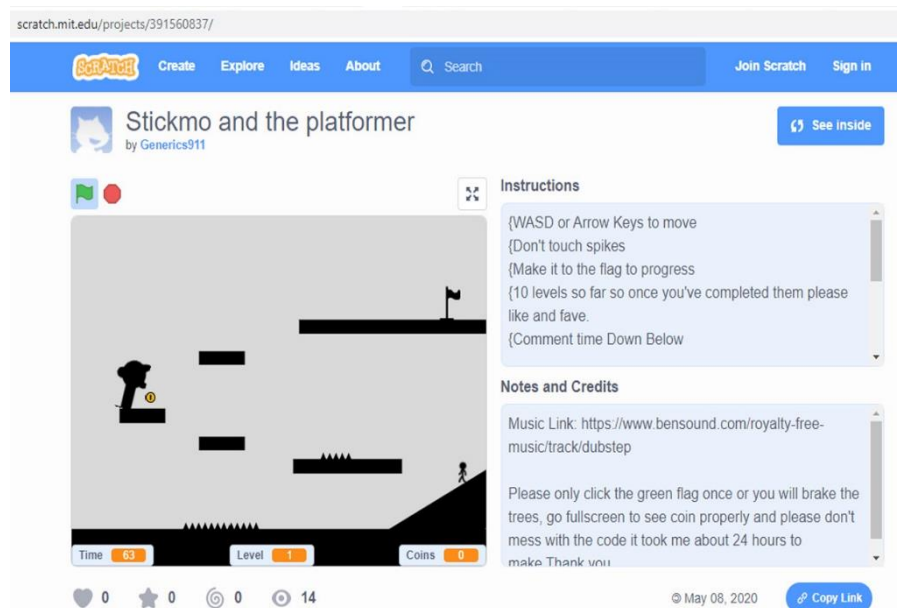 scratch.mit.edu/projects/391560837/
SCRATCH Create Explore Ideas About Search Join Scratch Sign in
Stickmo and the platformer
by Generics911
See inside
Instructions
{WASD or Arrow Keys to move
{Don't touch spikes
{Make it to the flag to progress
{10 levels so far so once you've completed them please
like and fave.
{Comment time Down Below
Notes and Credits
Music Link: https://www.bensound.com/royalty-free-
music/track/dubstep
Please only click the green flag once or you will brake the
trees, go fullscreen to see coin properly and please don't
mess with the code it took me about 24 hours to
make Thank you
Time 63 Level 1 Coins 0
0 0 0 14
© May 08, 2020 Copy Link